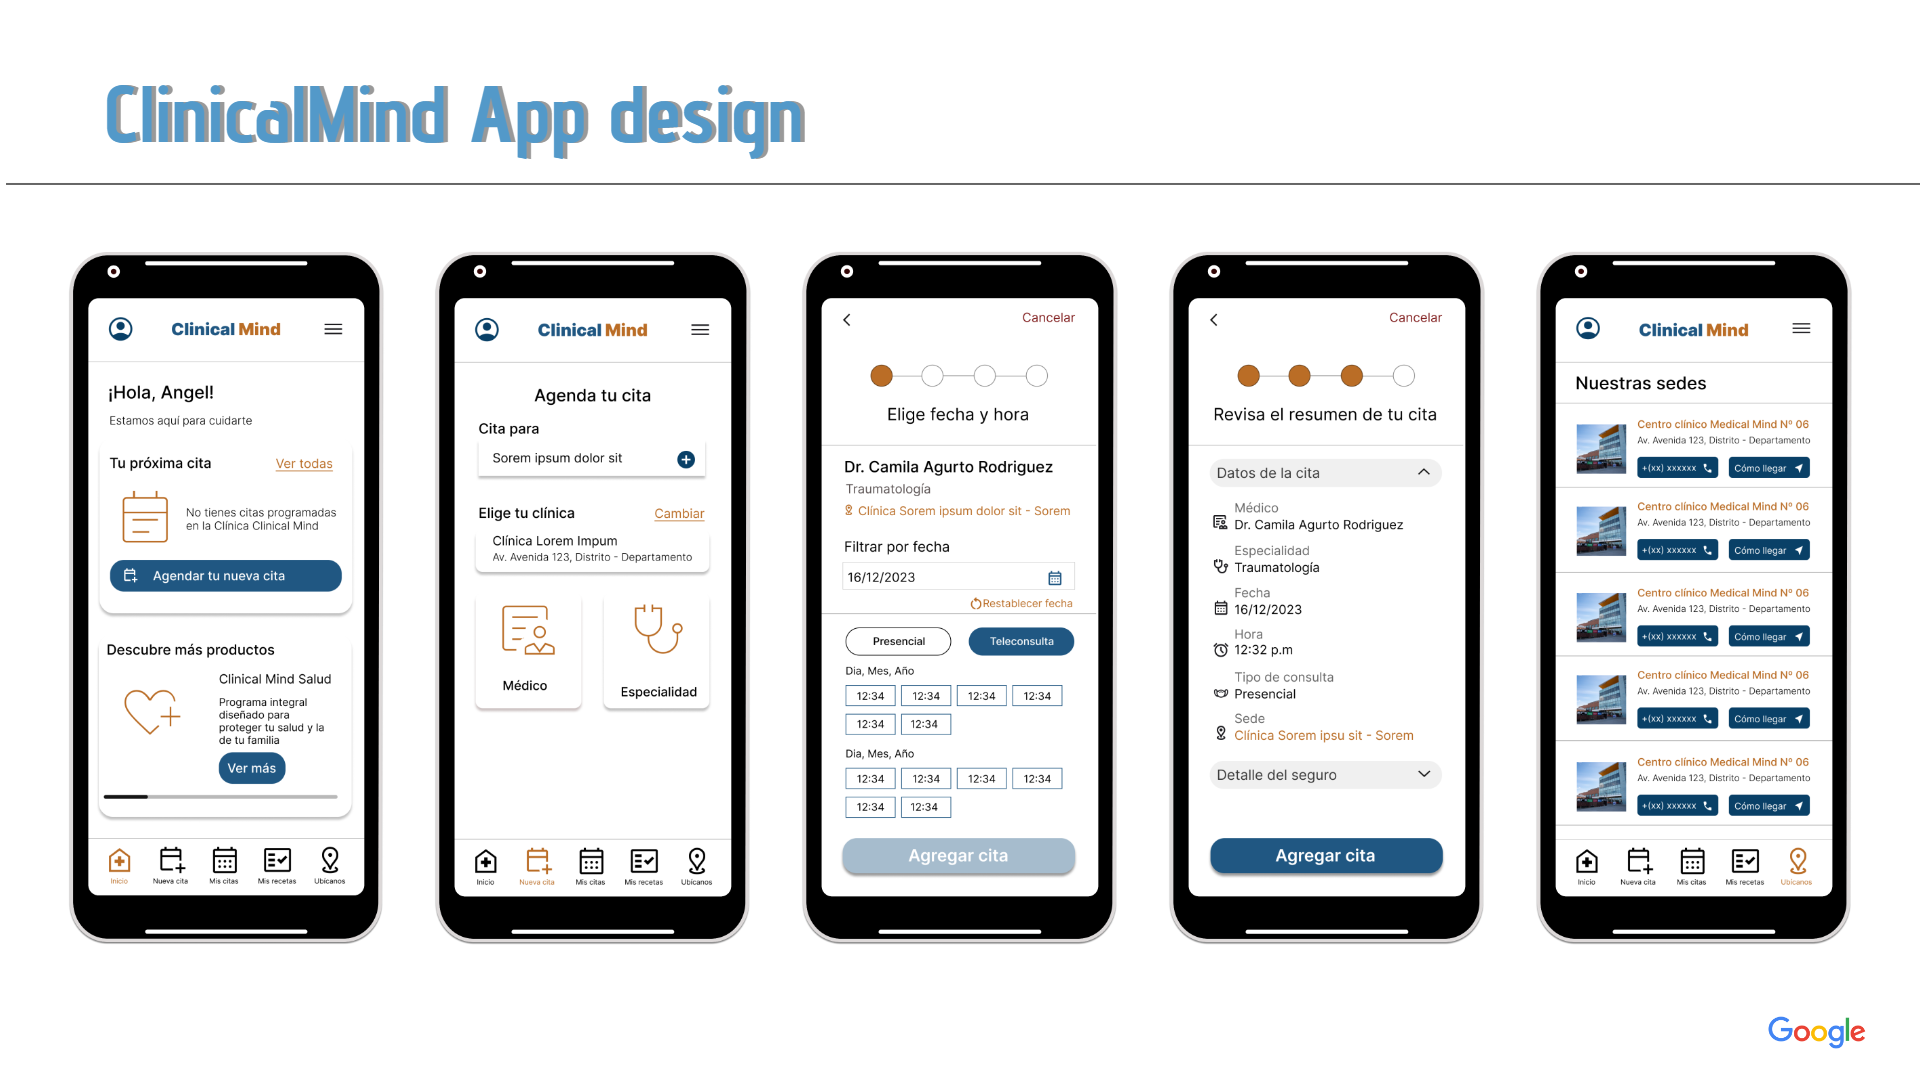 ClinicalMind App design
Clinical Mind
¡Hola, Angel!
Estamos aquí para cuidarte
Tu próxima cita
Ver todas
No tienes citas programadas
en la Clínica Clinical Mind
Agendar tu nueva cita
Descubre más productos
Clinical Mind Salud
Programa integral
diseñado para
proteger tu salud y la
de tu familia
Ver más
Inicio
Nueva cita
Mis citas
Mis recetas
Ubícanos
Clinical Mind
Agenda tu cita
Cita para
Sorem ipsum dolor sit
Elige tu clínica
Cambiar
Clínica Lorem Impum
Av. Avenida 123, Distrito - Departamento
Médico
Especialidad
Inicio
Nueva cita
Mis citas
Mis recetas
Ubícanos
Cancelar
Elige fecha y hora
Dr. Camila Agurto Rodriguez
Traumatología
Clínica Sorem ipsum dolor sit - Sorem
Filtrar por fecha
16/12/2023
Restablecer fecha
Presencial
Teleconsulta
Dia, Mes, Año
12:34 12:34 12:34 12:34
12:34 12:34
Dia, Mes, Año
12:34 12:34 12:34 12:34
12:34 12:34
Agregar cita
Cancelar
Revisa el resumen de tu cita
Datos de la cita
Médico
Dr. Camila Agurto Rodriguez
Especialidad
Traumatología
Fecha
16/12/2023
Hora
12:32 p.m
Tipo de consulta
Presencial
Sede
Clínica Sorem ipsu sit - Sorem
Detalle del seguro
Agregar cita
Clinical Mind
Nuestras sedes
Centro clínico Medical Mind Nº 06
Av. Avenida 123, Distrito - Departamento
+(xx) xxxxxx
Cómo llegar
Centro clínico Medical Mind Nº 06
Av. Avenida 123, Distrito - Departamento
+(xx) xxxxxx
Cómo llegar
Centro clínico Medical Mind Nº 06
Av. Avenida 123, Distrito - Departamento
+(xx) xxxxxx
Cómo llegar
Centro clínico Medical Mind Nº 06
Av. Avenida 123, Distrito - Departamento
+(xx) xxxxxx
Cómo llegar
Centro clínico Medical Mind Nº 06
Av. Avenida 123, Distrito - Departamento
+(xx) xxxxxx
Cómo llegar
Inicio
Nueva cita
Mis citas
Mis recetas
Ubícanos
Google